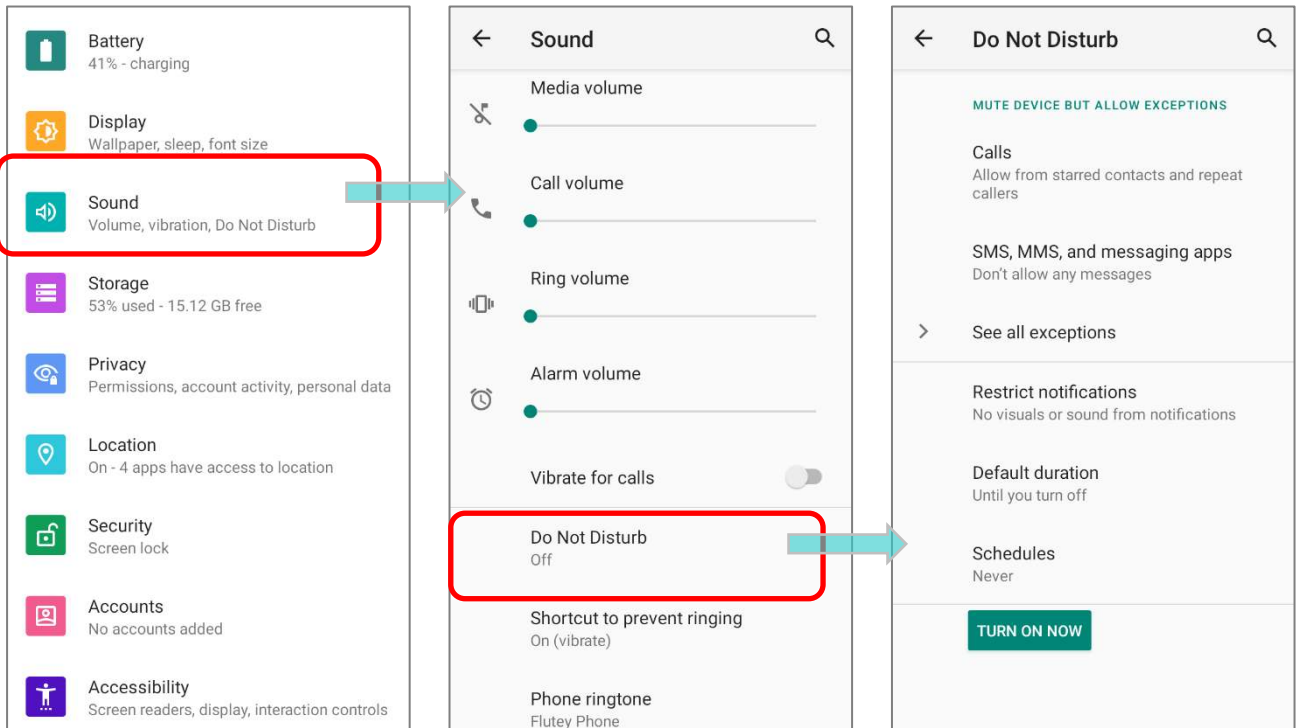 Battery
41% - charging
Display
Wallpaper, sleep, font size
Sound
Volume, vibration, Do Not Disturb
Storage
53% used - 15.12 GB free
Privacy
Permissions, account activity, personal data
Location
On - 4 apps have access to location
Security
Screen lock
Accounts
No accounts added
Accessibility
Screen readers, display, interaction controls
Sound
Media volume
Call volume
Ring volume
Alarm volume
Vibrate for calls
Do Not Disturb
Off
Shortcut to prevent ringing
On (vibrate)
Phone ringtone
Flutey Phone
Do Not Disturb
MUTE DEVICE BUT ALLOW EXCEPTIONS
Calls
Allow from starred contacts and repeat
callers
SMS, MMS, and messaging apps
Don't allow any messages
See all exceptions
Restrict notifications
No visuals or sound from notifications
Default duration
Until you turn off
Schedules
Never
TURN ON NOW